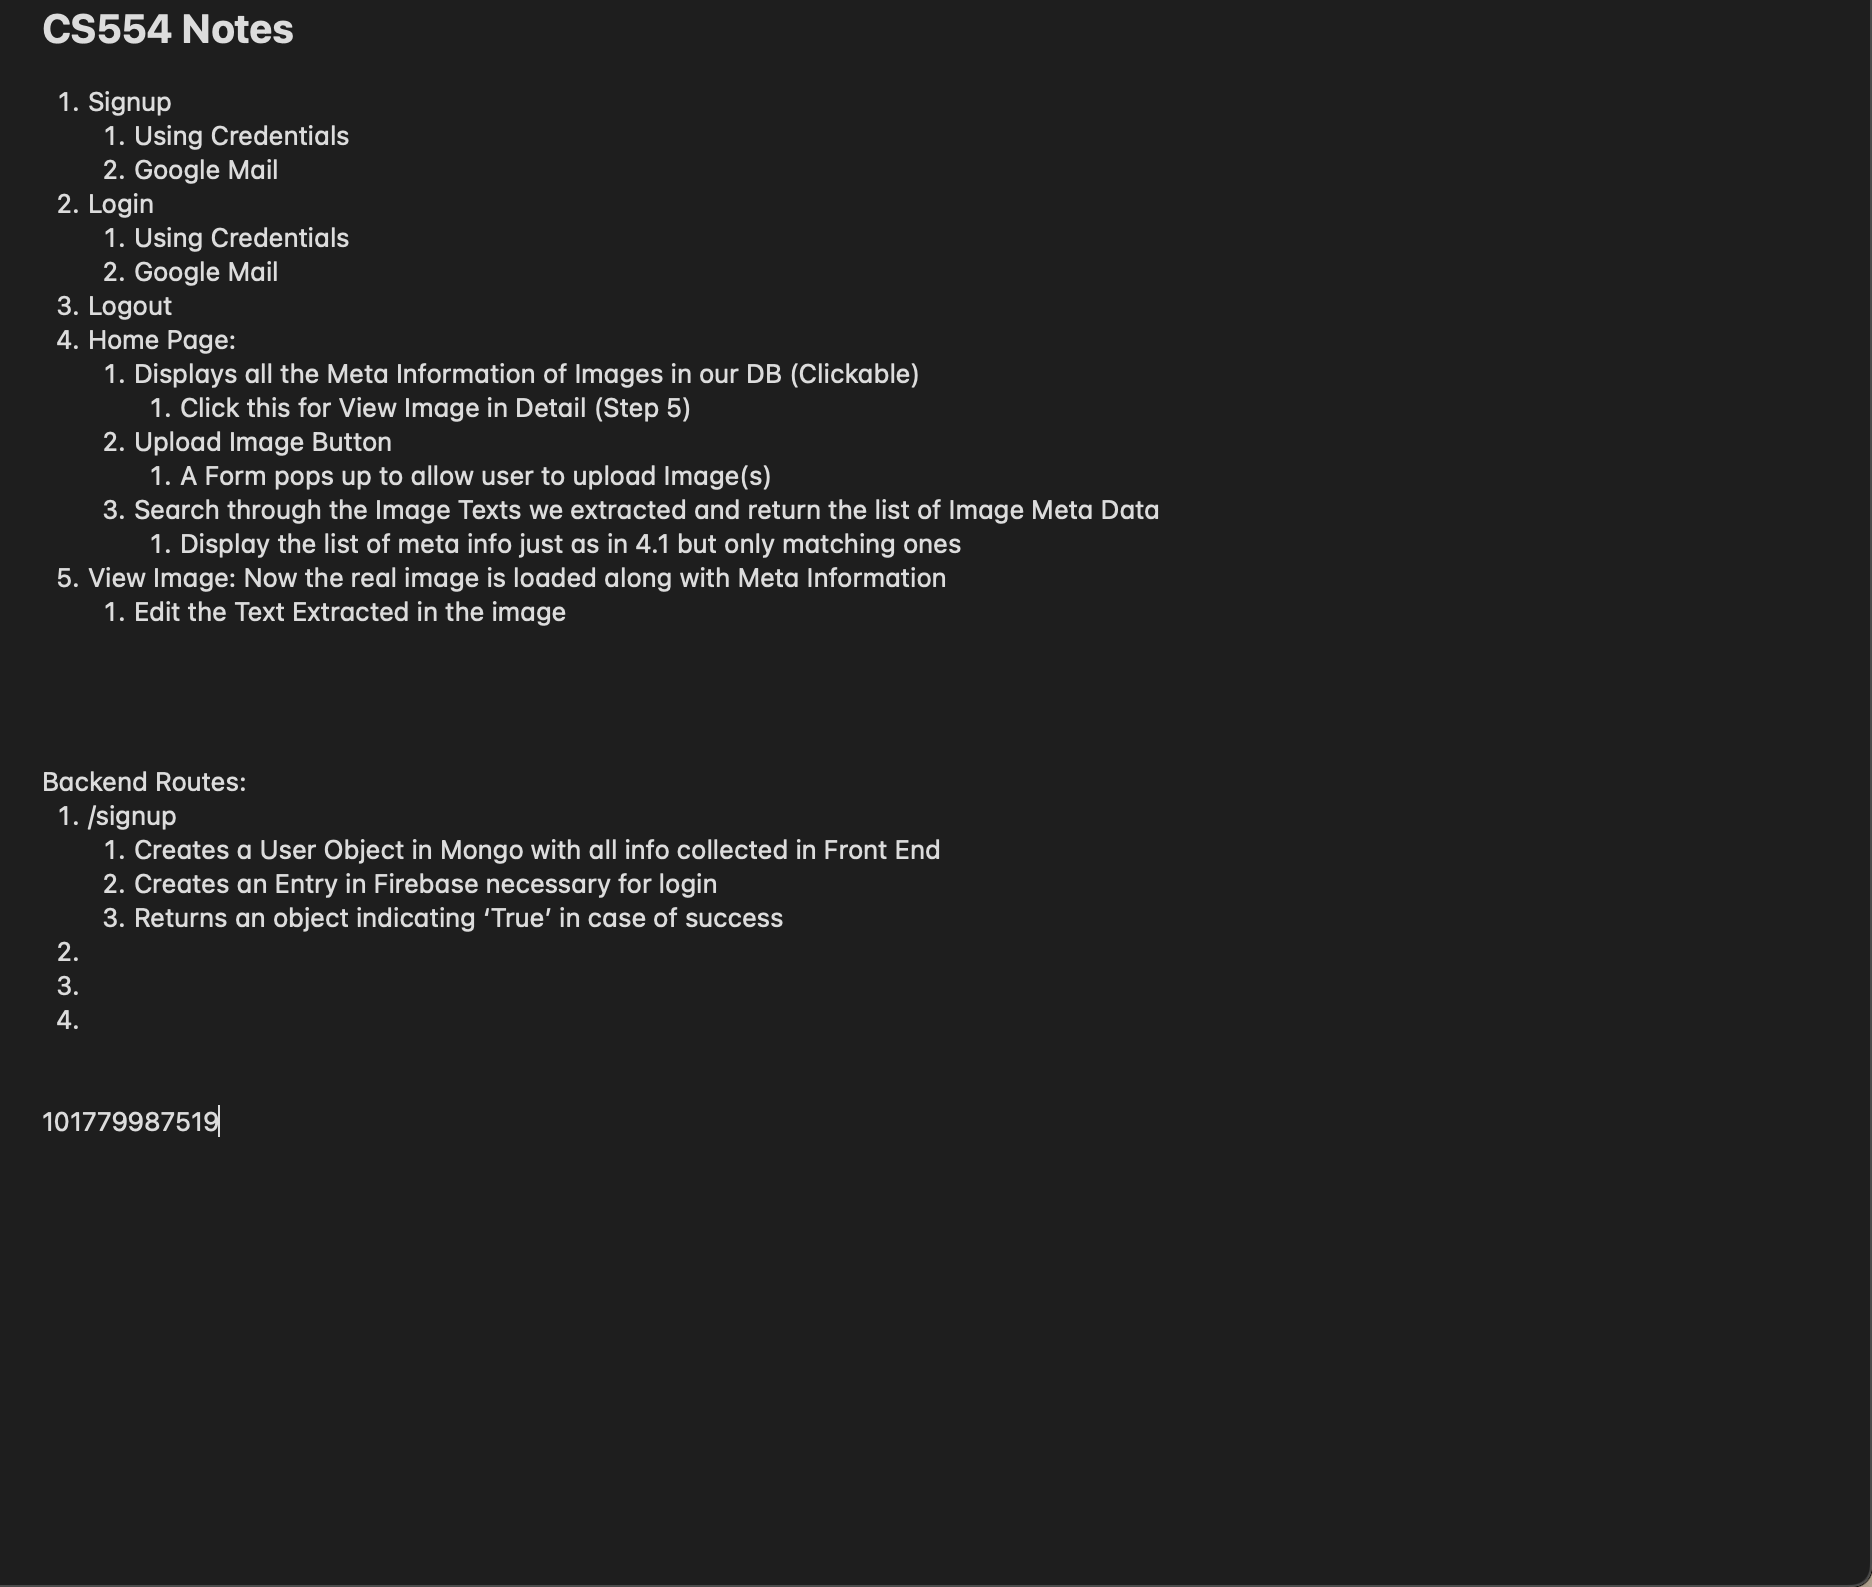 CS554 Notes
1. Signup
1. Using Credentials
2. Google Mail
2. Login
1. Using Credentials
2. Google Mail
3. Logout
4. Home Page:
1. Displays all the Meta Information of Images in our DB (Clickable)
1. Click this for View Image in Detail (Step 5)
2. Upload Image Button
1. A Form pops up to allow user to upload Image(s)
3. Search through the Image Texts we extracted and return the list of Image Meta Data
1. Display the list of meta info just as in 4.1 but only matching ones
5. View Image: Now the real image is loaded along with Meta Information
1. Edit the Text Extracted in the image
Backend Routes:
1. /signup
1. Creates a User Object in Mongo with all info collected in Front End
2. Creates an Entry in Firebase necessary for login
3. Returns an object indicating ‘True’ in case of success
2.
3.
4.
101779987519